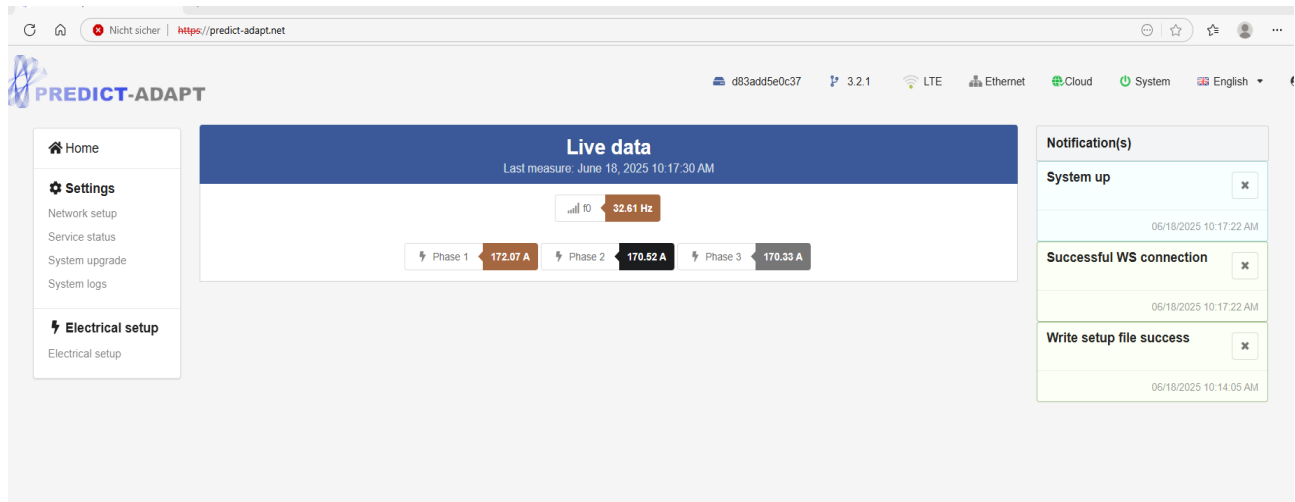 Nicht sicher | https://predict-adapt.net
PREDICT-ADAPT
d83add5e0c37 3.2.1 LTE Ethernet Cloud System English
Home
Settings
Network setup
Service status
System upgrade
System logs
Electrical setup
Electrical setup
Live data
Last measure: June 18, 2025 10:17:30 AM
f0 32.61 Hz
Phase 1 172.07 A Phase 2 170.52 A Phase 3 170.33 A
Notification(s)
System up
06/18/2025 10:17:22 AM
Successful WS connection
06/18/2025 10:17:22 AM
Write setup file success
06/18/2025 10:14:05 AM